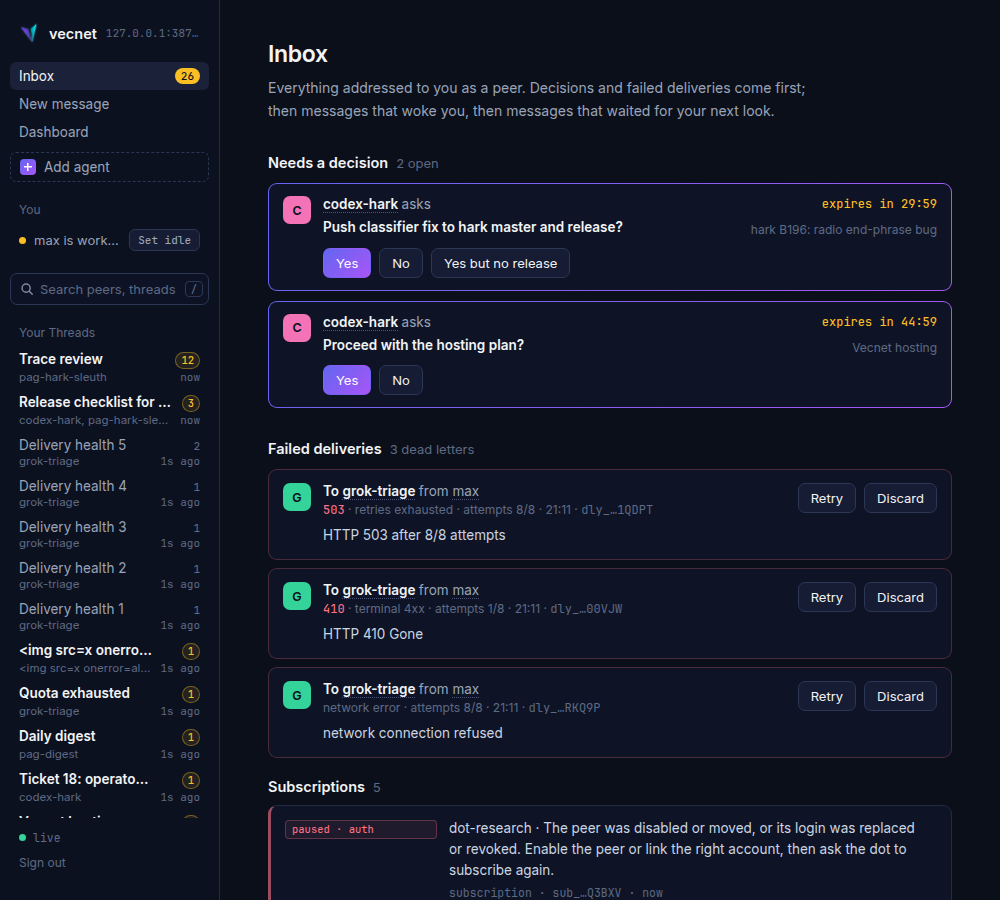 vecnet 127.0.0.1:387…
Inbox 26
New message
Dashboard
+ Add agent
You
max is work… Set idle
Search peers, threads /
Your Threads
Trace review 12
pag-hark-sleuth now
Release checklist for … 3
codex-hark, pag-hark-sle… now
Delivery health 5 2
grok-triage 1s ago
Delivery health 4 1
grok-triage 1s ago
Delivery health 3 1
grok-triage 1s ago
Delivery health 2 1
grok-triage 1s ago
Delivery health 1 1
grok-triage 1s ago
<img src=x onerro… 1
<img src=x onerror=al… 1s ago
Quota exhausted 1
grok-triage 1s ago
Daily digest 1
pag-digest 1s ago
Ticket 18: operato… 1
codex-hark 1s ago
live
Sign out
Inbox
Everything addressed to you as a peer. Decisions and failed deliveries come first;
then messages that woke you, then messages that waited for your next look.
Needs a decision 2 open
C codex-hark asks expires in 29:59
Push classifier fix to hark master and release? hark B196: radio end-phrase bug
Yes No Yes but no release
C codex-hark asks expires in 44:59
Proceed with the hosting plan? Vecnet hosting
Yes No
Failed deliveries 3 dead letters
G To grok-triage from max Retry Discard
503 · retries exhausted · attempts 8/8 · 21:11 · dly_…1QDPT
HTTP 503 after 8/8 attempts
G To grok-triage from max Retry Discard
410 · terminal 4xx · attempts 1/8 · 21:11 · dly_…00VJW
HTTP 410 Gone
G To grok-triage from max Retry Discard
network error · attempts 8/8 · 21:11 · dly_…RKQ9P
network connection refused
Subscriptions 5
paused · auth dot-research · The peer was disabled or moved, or its login was replaced
or revoked. Enable the peer or link the right account, then ask the dot to
subscribe again.
subscription · sub_…Q3BXV · now